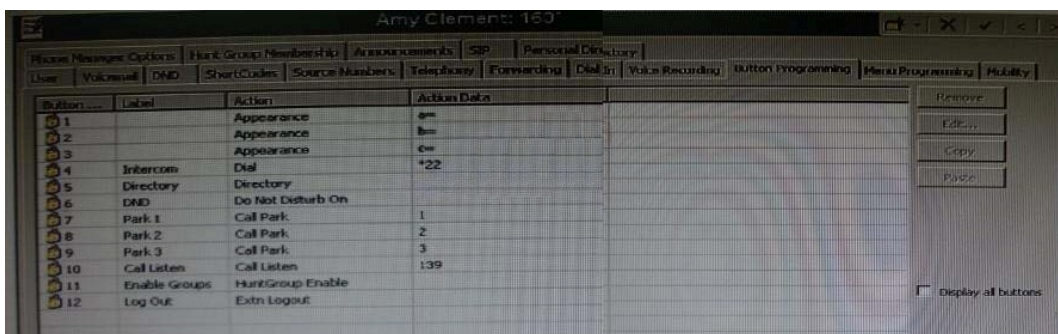 Amy Clement: 160*
Phone Manager Options Hunt Group Membership Announcements SIP Personal Directory
User Voicemail DND ShortCodes Source Numbers Telephony Forwarding Dial In Voice Recording Button Programming Menu Programming Mobility
Button ... Label Action Action Data
1 Appearance a=
2 Appearance b=
3 Appearance c=
4 Intercom Dial *22
5 Directory Directory
6 DND Do Not Disturb On
7 Park 1 Call Park 1
8 Park 2 Call Park 2
9 Park 3 Call Park 3
10 Call Listen Call Listen 139
11 Enable Groups HuntGroup Enable
12 Log Out Extn Logout
Remove
Edit...
Copy
Paste
Display all buttons